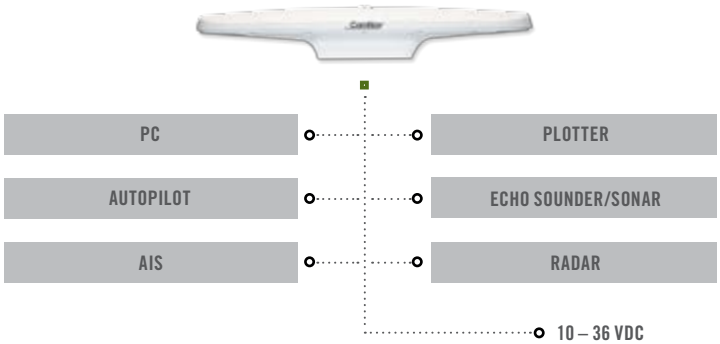 PC
PLOTTER
AUTOPILOT
ECHO SOUNDER/SONAR
AIS
RADAR
10 – 36 VDC